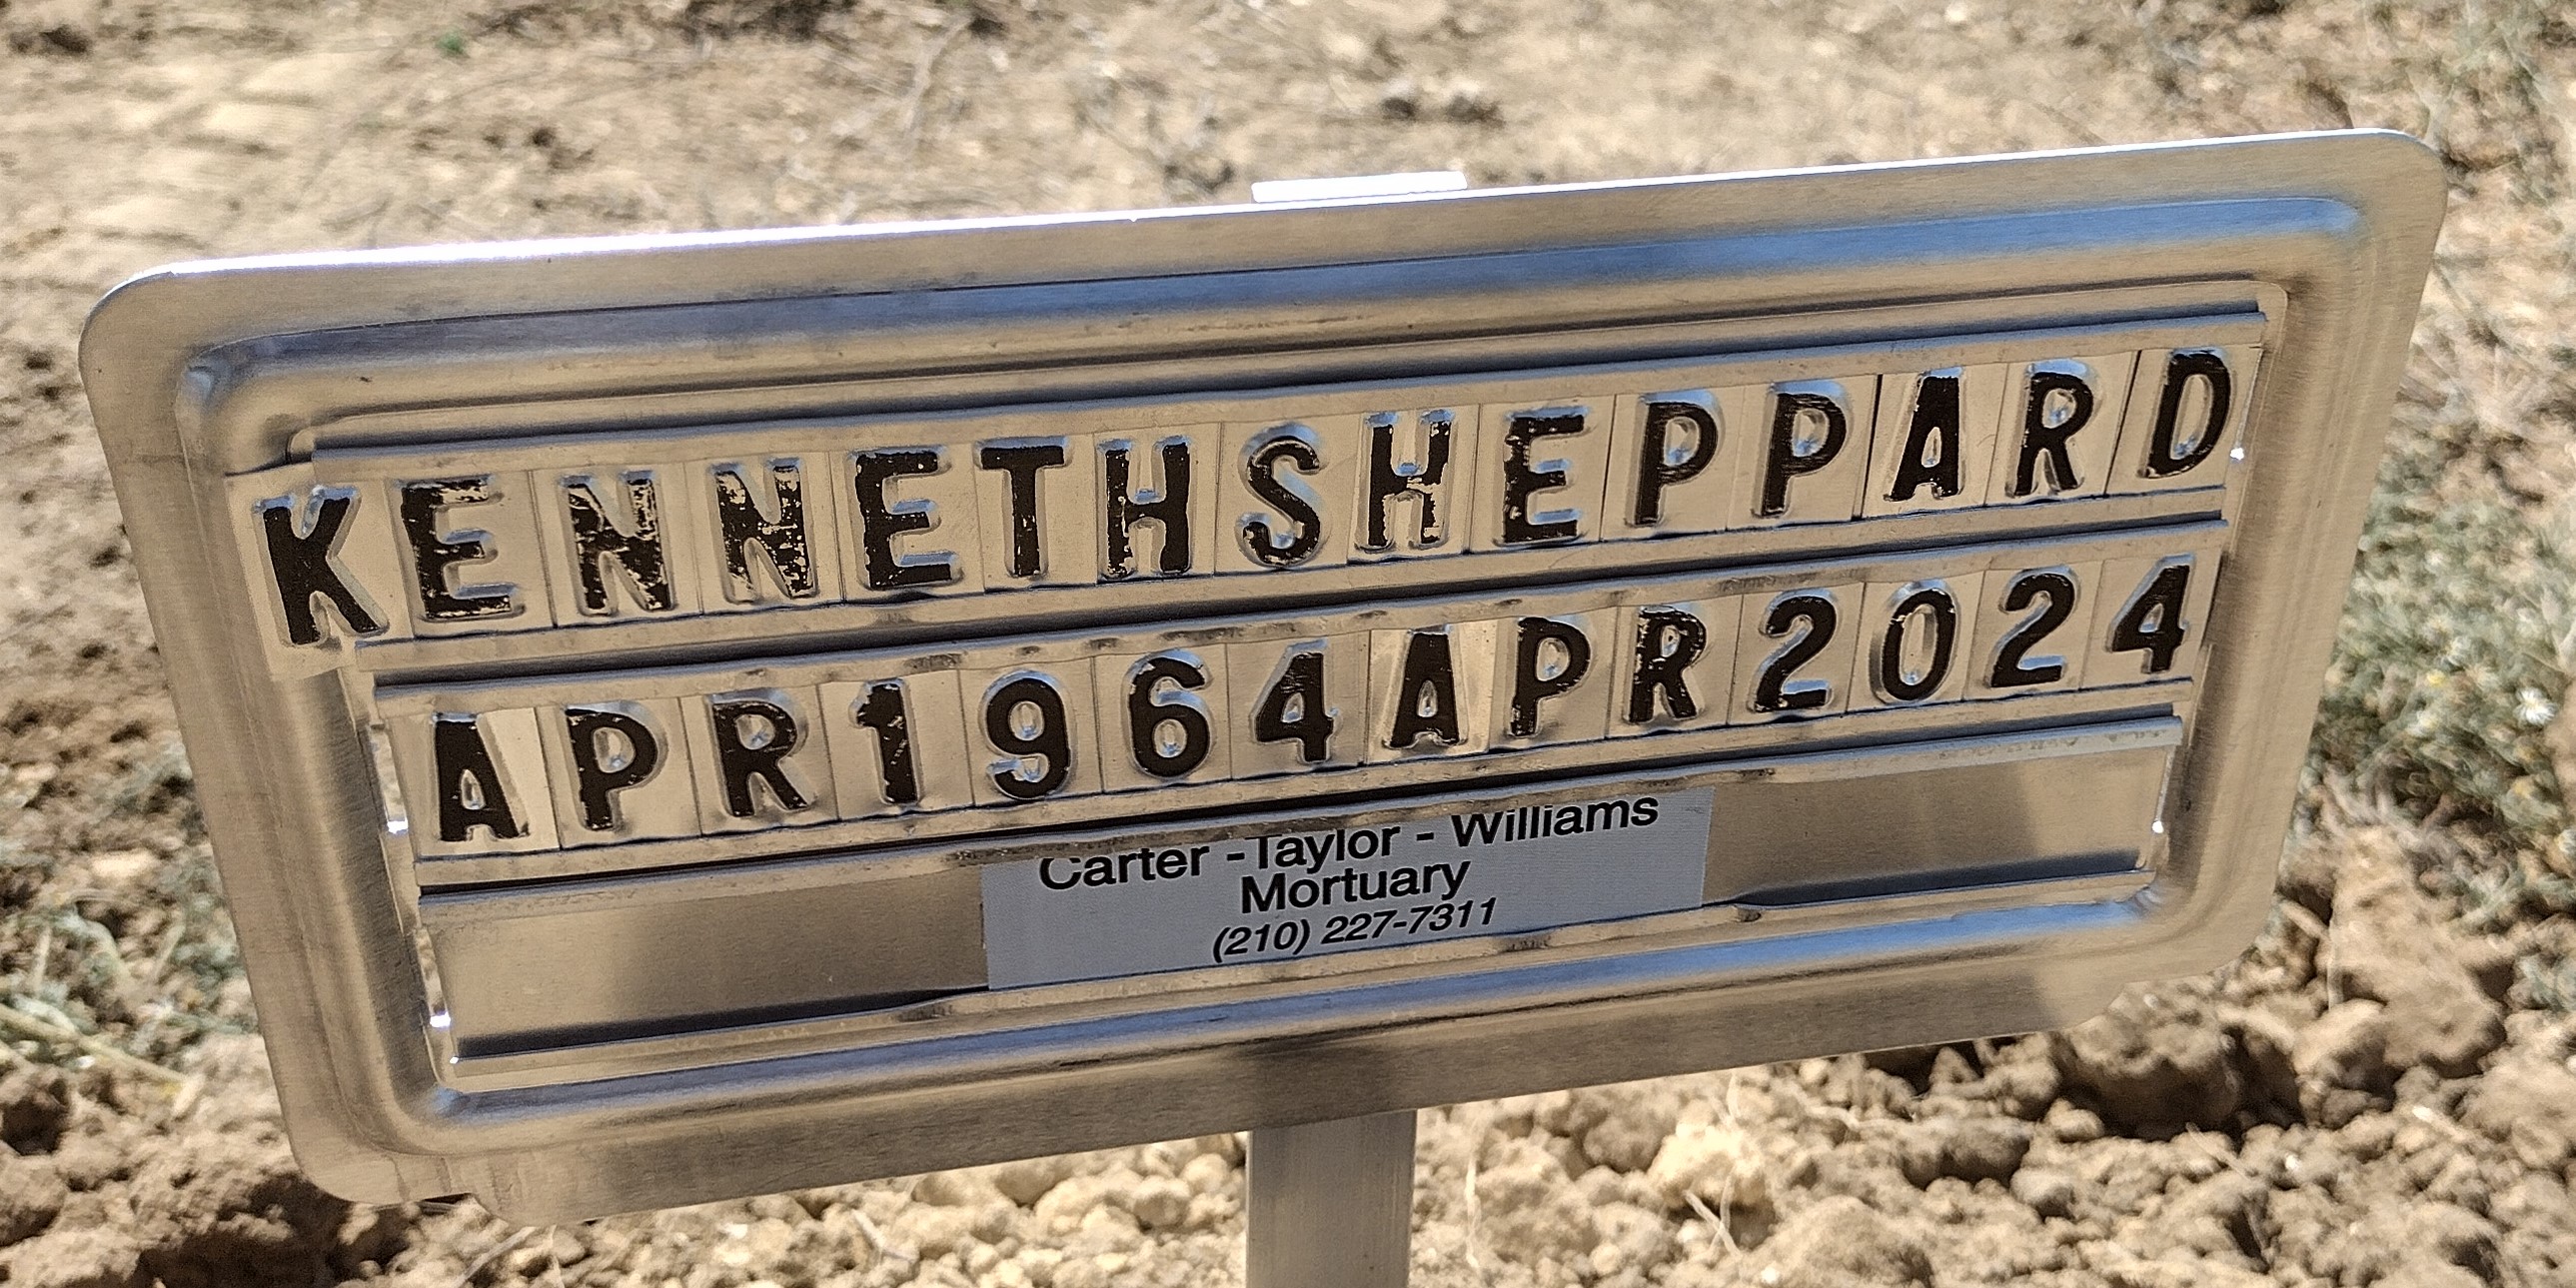 KENNETHSHEPPARD
APR1964APR2024
Carter -Taylor - Williams
Mortuary
(210) 227-7311